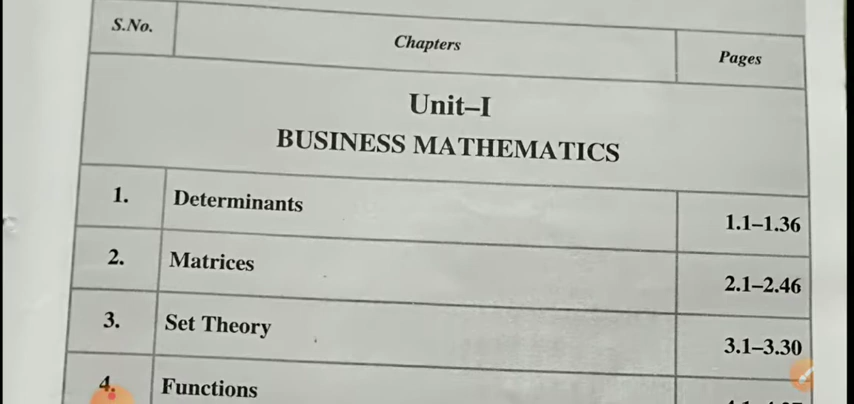 S.No. Chapters Pages
Unit–I
BUSINESS MATHEMATICS
1. Determinants 1.1–1.36
2. Matrices 2.1–2.46
3. Set Theory 3.1–3.30
4. Functions